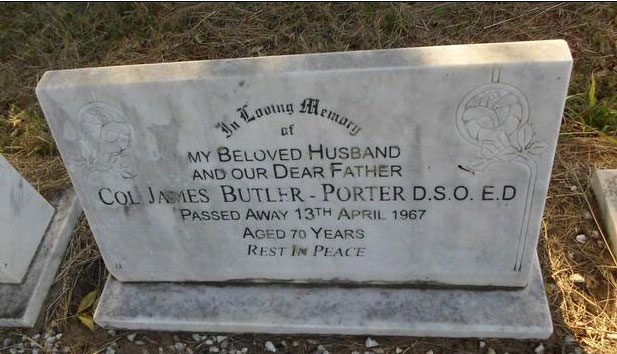 In Loving Memory
of
MY BELOVED HUSBAND
AND OUR DEAR FATHER
COL JAMES BUTLER - PORTER D.S.O. E.D
PASSED AWAY 13TH APRIL 1967
AGED 70 YEARS
REST IN PEACE